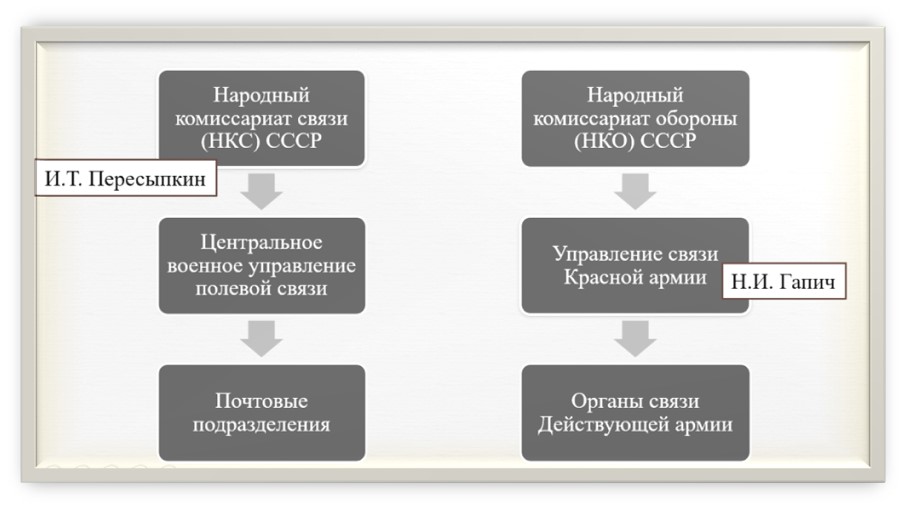 Народный
комиссариат связи
(НКС) СССР
И.Т. Пересыпкин
Центральное
военное управление
полевой связи
Почтовые
подразделения
Народный
комиссариат обороны
(НКО) СССР
Управление связи
Красной армии
Н.И. Гапич
Органы связи
Действующей армии